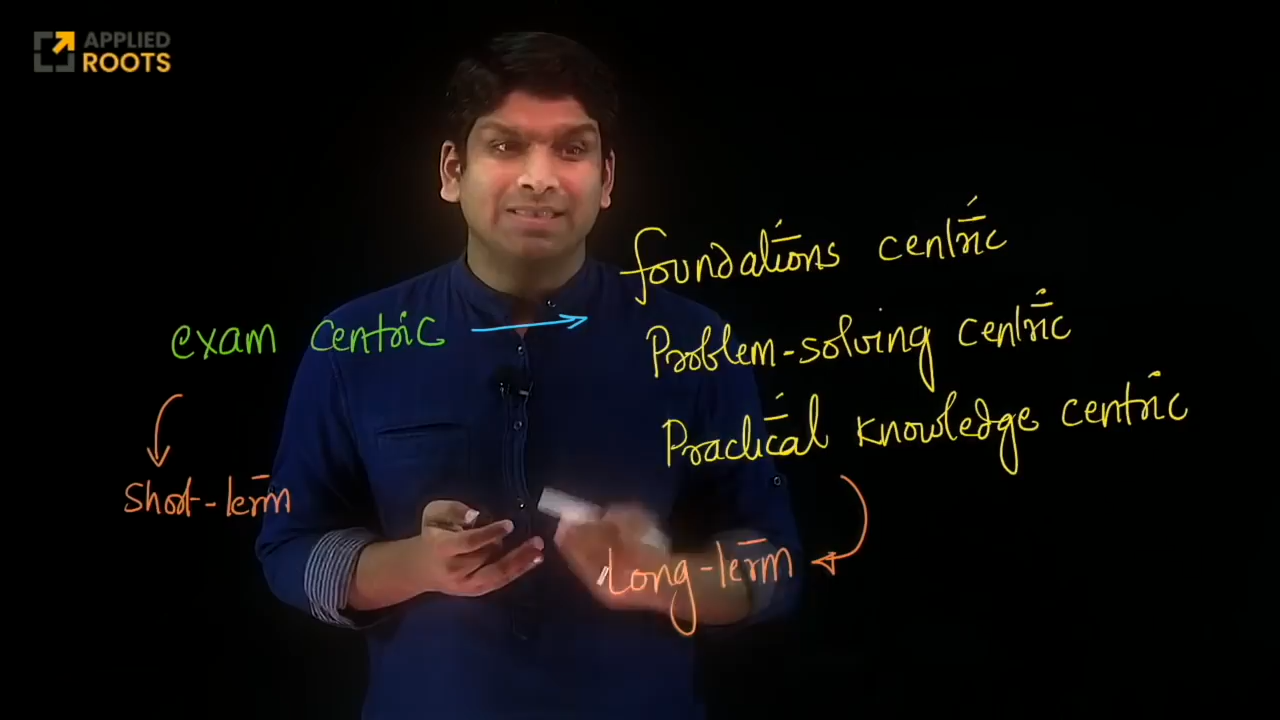 APPLIED
ROOTS
foundations centric
exam centric
Problem-solving centric
Practical knowledge centric
Short-term
Long-term